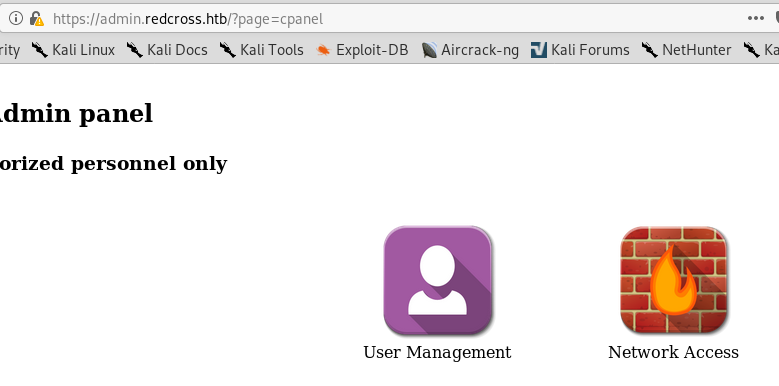 https://admin.redcross.htb/?page=cpanel
rity Kali Linux Kali Docs Kali Tools Exploit-DB Aircrack-ng Kali Forums NetHunter Ka
dmin panel
orized personnel only
User Management Network Access